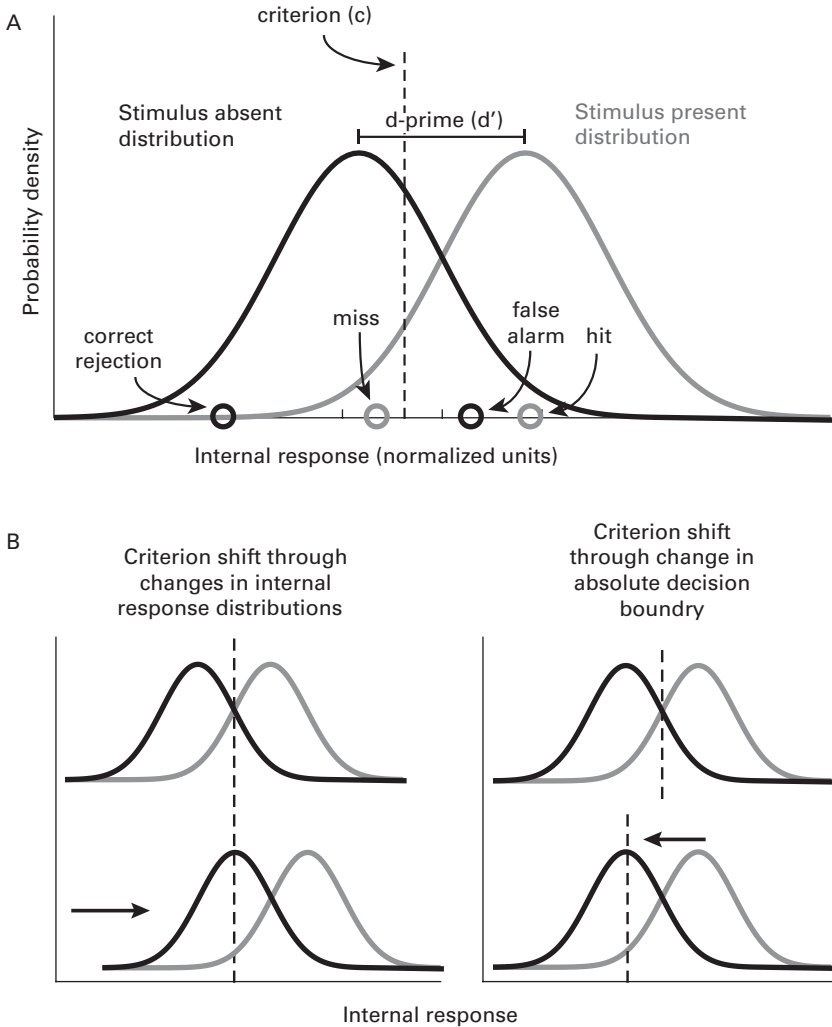 A
criterion (c)
Stimulus absent
distribution
d-prime (d’)
Stimulus present
distribution
Probability density
correct
rejection
miss
false
alarm
hit
Internal response (normalized units)
B
Criterion shift through
changes in internal
response distributions
Criterion shift
through change in
absolute decision
boundry
Internal response